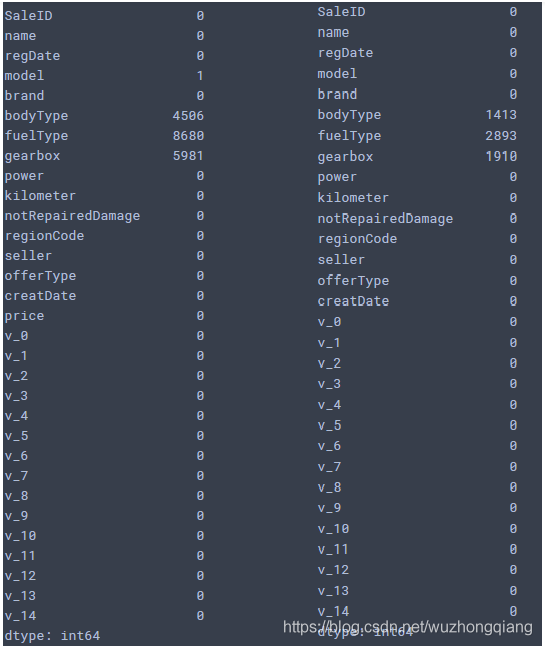 SaleID 0
name 0
regDate 0
model 1
brand 0
bodyType 4506
fuelType 8680
gearbox 5981
power 0
kilometer 0
notRepairedDamage 0
regionCode 0
seller 0
offerType 0
creatDate 0
price 0
v_0 0
v_1 0
v_2 0
v_3 0
v_4 0
v_5 0
v_6 0
v_7 0
v_8 0
v_9 0
v_10 0
v_11 0
v_12 0
v_13 0
v_14 0
dtype: int64
SaleID 0
name 0
regDate 0
model 0
brand 0
bodyType 1413
fuelType 2893
gearbox 1910
power 0
kilometer 0
notRepairedDamage 0
regionCode 0
seller 0
offerType 0
creatDate 0
v_0 0
v_1 0
v_2 0
v_3 0
v_4 0
v_5 0
v_6 0
v_7 0
v_8 0
v_9 0
v_10 0
v_11 0
v_12 0
v_13 0
v_14 0
dtype: int64
https://blog.csdn.net/wuzhongqiang